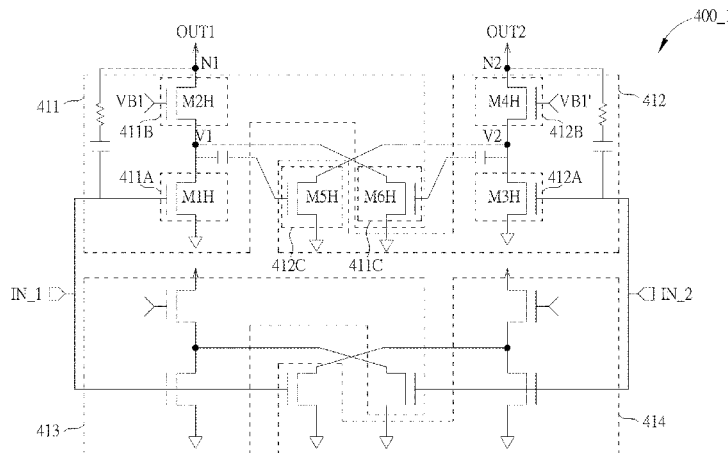 400_
OUT1 OUT2
N1 N2
411 412
VB1 M2H M4H VB1'
411B 412B
V1 V2
411A 412A
M1H M5H M6H M3H
412C 411C
IN_1 IN_2
413 414